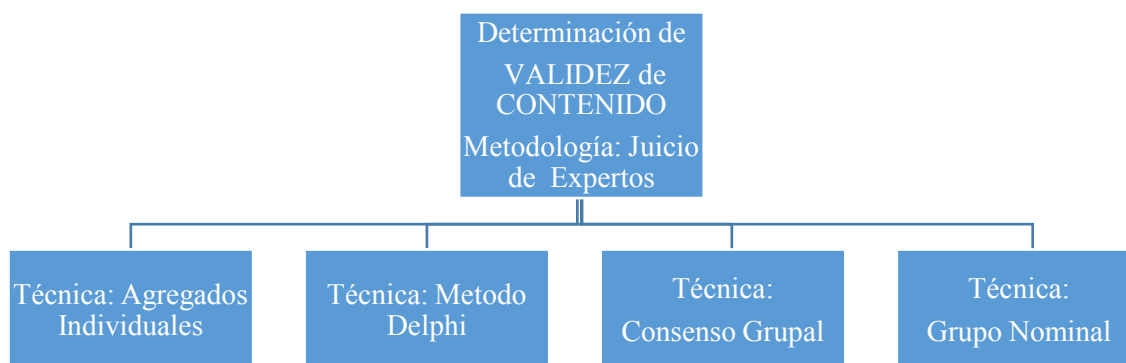 Determinación de
VALIDEZ de
CONTENIDO
Metodología: Juicio
de Expertos
Técnica: Agregados
Individuales
Técnica: Metodo
Delphi
Técnica:
Consenso Grupal
Técnica:
Grupo Nominal